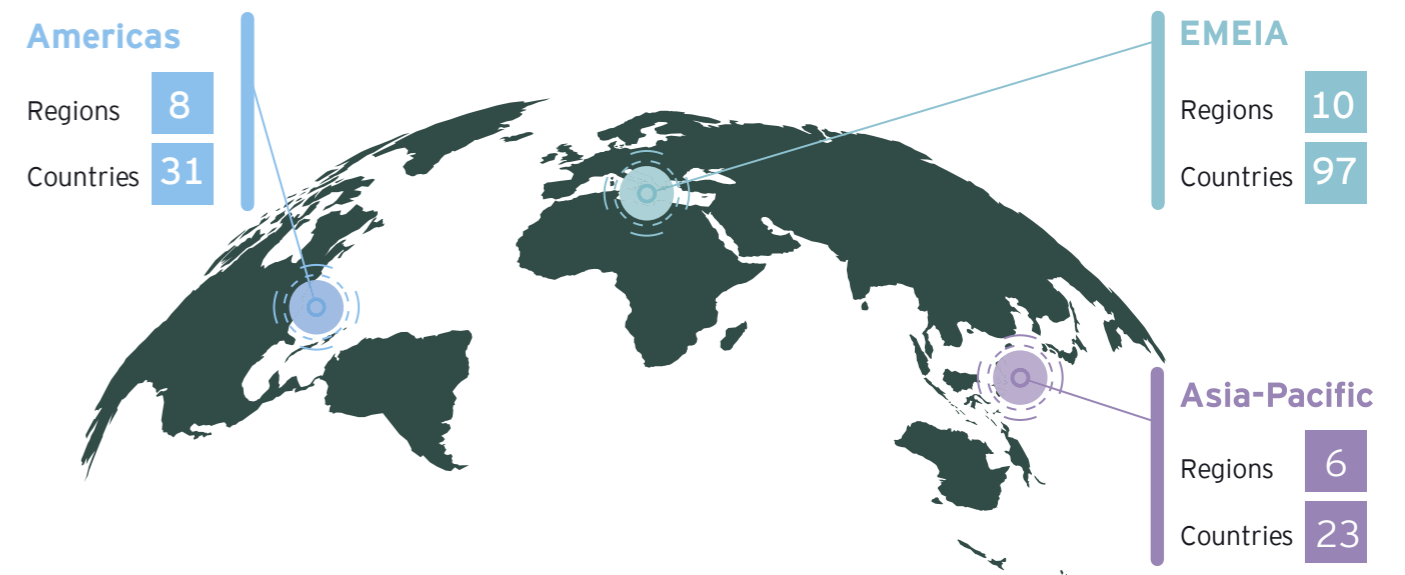 Americas
Regions 8
Countries 31
EMEIA
Regions 10
Countries 97
Asia-Pacific
Regions 6
Countries 23